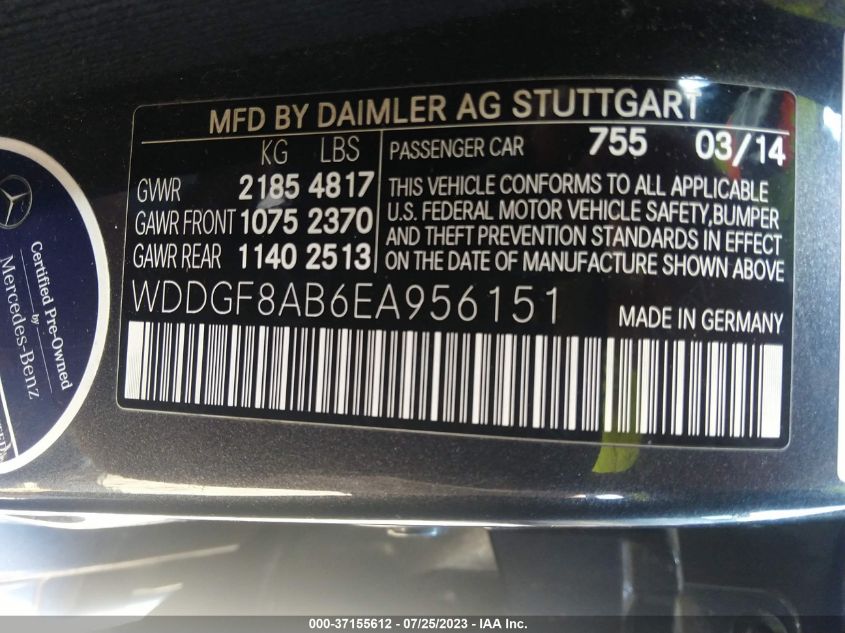 MFD BY DAIMLER AG STUTTGART
KG LBS
GVWR 2185 4817
GAWR FRONT 1075 2370
GAWR REAR 1140 2513
PASSENGER CAR 755 03/14
THIS VEHICLE CONFORMS TO ALL APPLICABLE
U.S. FEDERAL MOTOR VEHICLE SAFETY, BUMPER
AND THEFT PREVENTION STANDARDS IN EFFECT
ON THE DATE OF MANUFACTURE SHOWN ABOVE
WDDGF8AB6EA956151
MADE IN GERMANY
Certified Pre-Owned
by
Mercedes-Benz
000-37155612 - 07/25/2023 - IAA Inc.